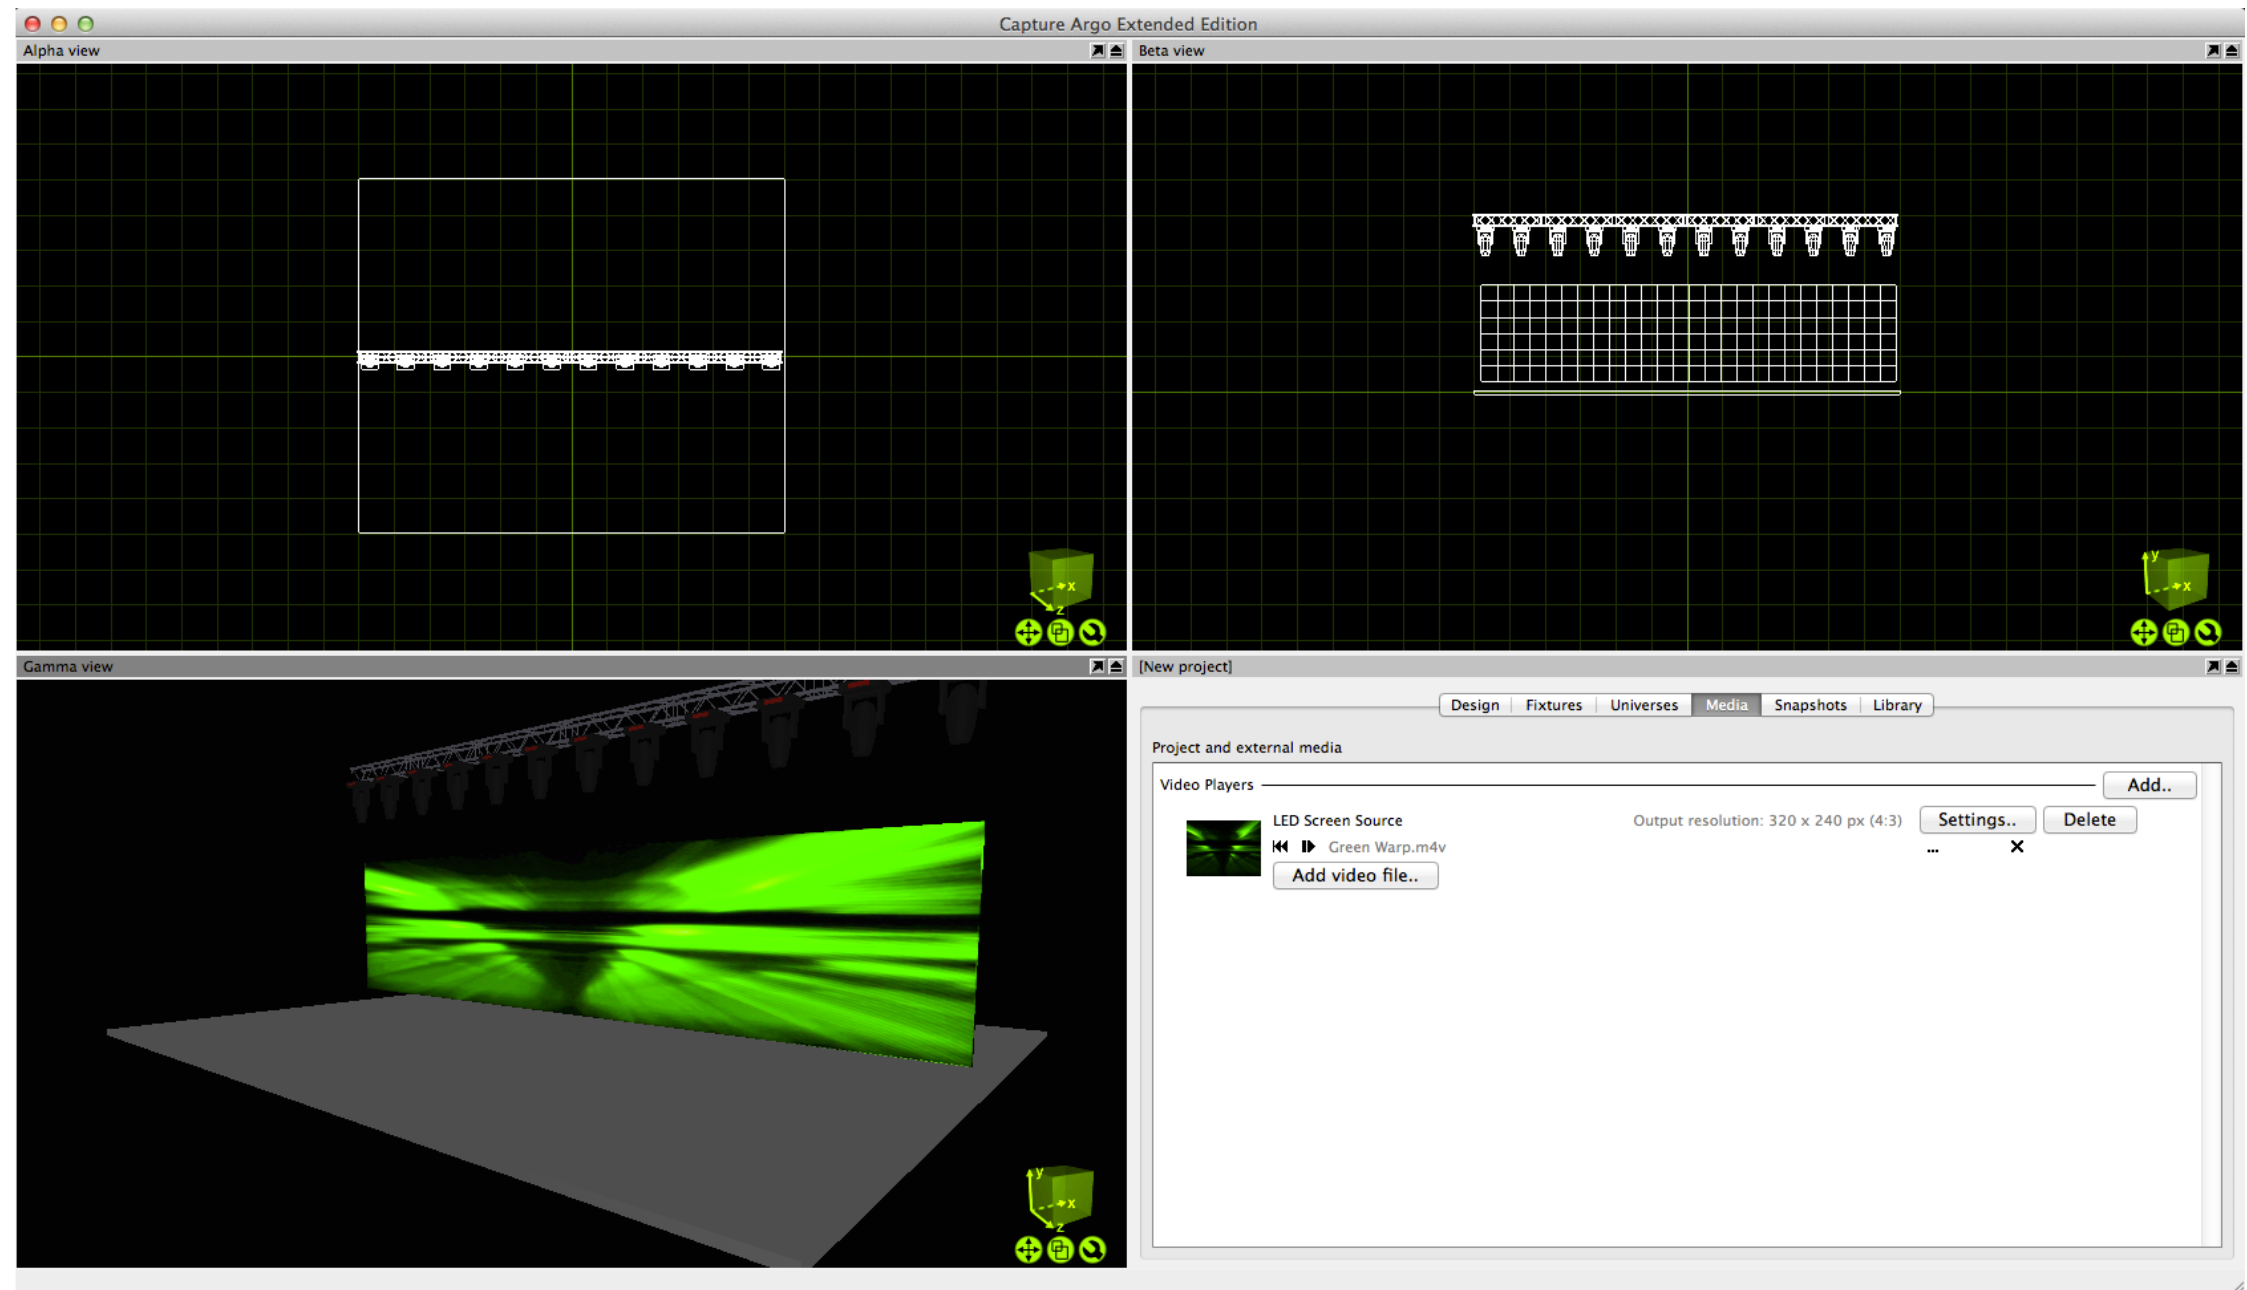 Capture Argo Extended Edition
Alpha view
Beta view
x
z
y
x
Gamma view
[New project]
Design Fixtures Universes Media Snapshots Library
Project and external media
Video Players
Add..
LED Screen Source
Output resolution: 320 x 240 px (4:3)
Settings..
Delete
Green Warp.m4v
...
Add video file..
y
x
z